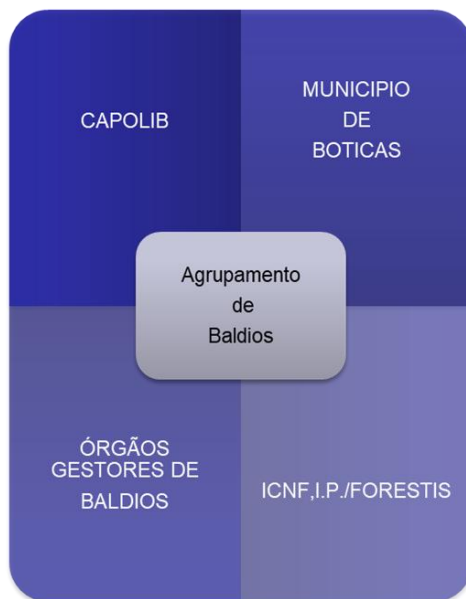 CAPOLIB
MUNICIPIO
DE
BOTICAS
Agrupamento
de
Baldios
ÓRGÃOS
GESTORES DE
BALDIOS
ICNF,I.P./FORESTIS